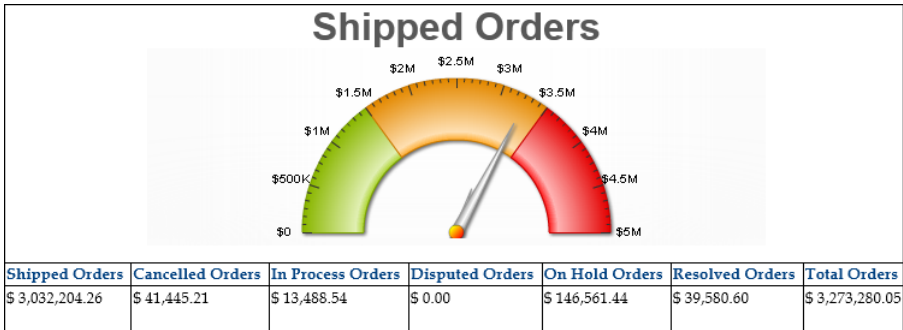 Shipped Orders
$2.5M
$2M
$3M
$1.5M
$3.5M
$1M
$4M
$500K
$4.5M
$0
$5M
Shipped Orders Cancelled Orders In Process Orders Disputed Orders On Hold Orders Resolved Orders Total Orders
$ 3,032,204.26 $ 41,445.21 $ 13,488.54 $ 0.00 $ 146,561.44 $ 39,580.60 $ 3,273,280.05